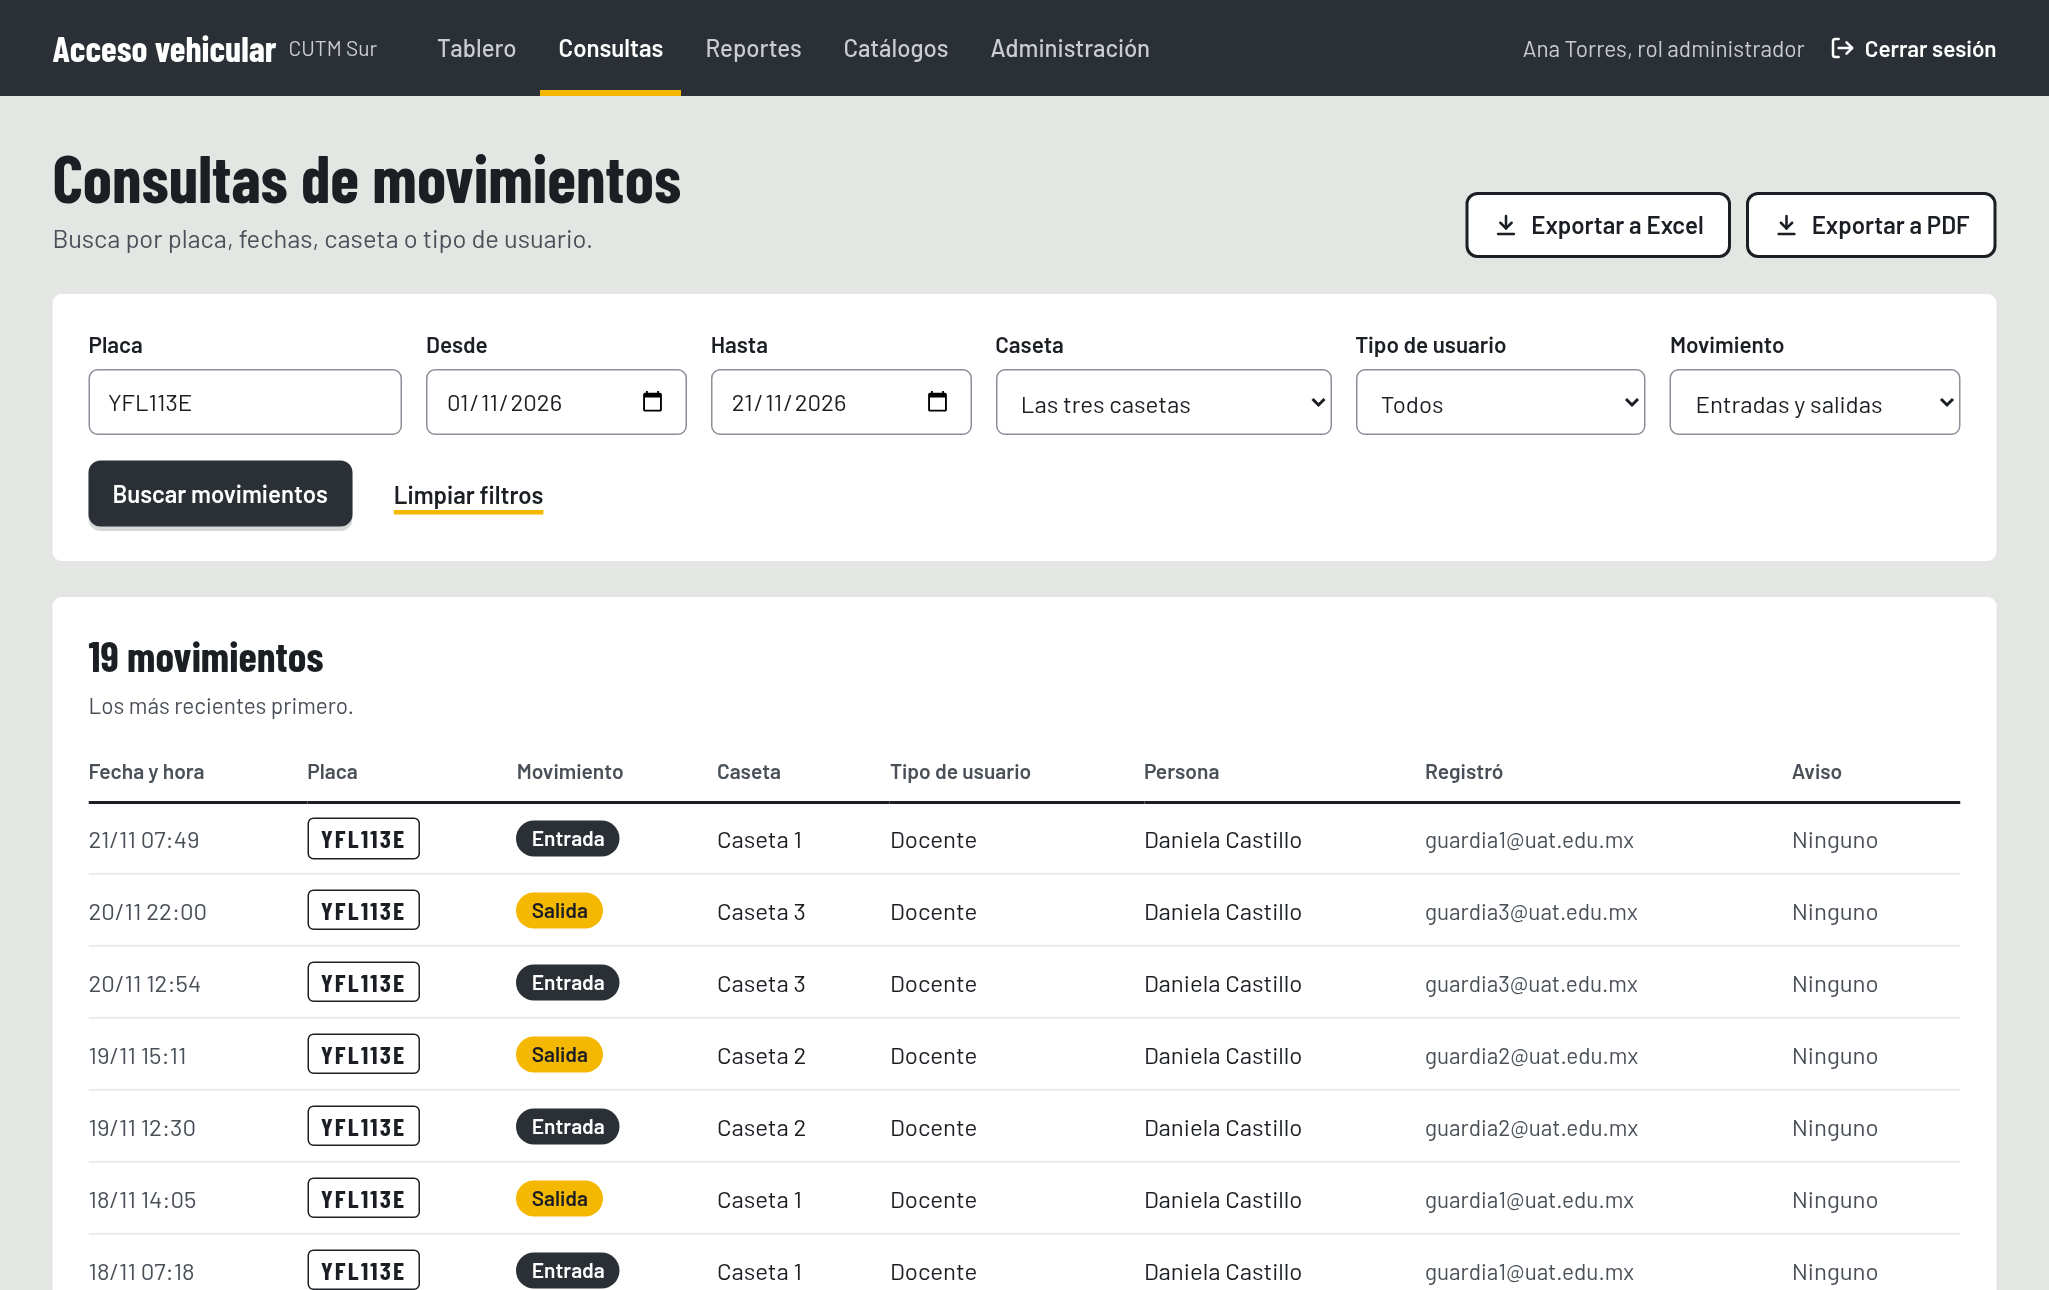 Acceso vehicular CUTM Sur Tablero Consultas Reportes Catálogos Administración Ana Torres, rol administrador Cerrar sesión
Consultas de movimientos
Busca por placa, fechas, caseta o tipo de usuario.
Exportar a Excel Exportar a PDF
Placa Desde Hasta Caseta Tipo de usuario Movimiento
YFL113E 01/11/2026 21/11/2026 Las tres casetas Todos Entradas y salidas
Buscar movimientos Limpiar filtros
19 movimientos
Los más recientes primero.
Fecha y hora Placa Movimiento Caseta Tipo de usuario Persona Registró Aviso
21/11 07:49 YFL113E Entrada Caseta 1 Docente Daniela Castillo guardia1@uat.edu.mx Ninguno
20/11 22:00 YFL113E Salida Caseta 3 Docente Daniela Castillo guardia3@uat.edu.mx Ninguno
20/11 12:54 YFL113E Entrada Caseta 3 Docente Daniela Castillo guardia3@uat.edu.mx Ninguno
19/11 15:11 YFL113E Salida Caseta 2 Docente Daniela Castillo guardia2@uat.edu.mx Ninguno
19/11 12:30 YFL113E Entrada Caseta 2 Docente Daniela Castillo guardia2@uat.edu.mx Ninguno
18/11 14:05 YFL113E Salida Caseta 1 Docente Daniela Castillo guardia1@uat.edu.mx Ninguno
18/11 07:18 YFL113E Entrada Caseta 1 Docente Daniela Castillo guardia1@uat.edu.mx Ninguno